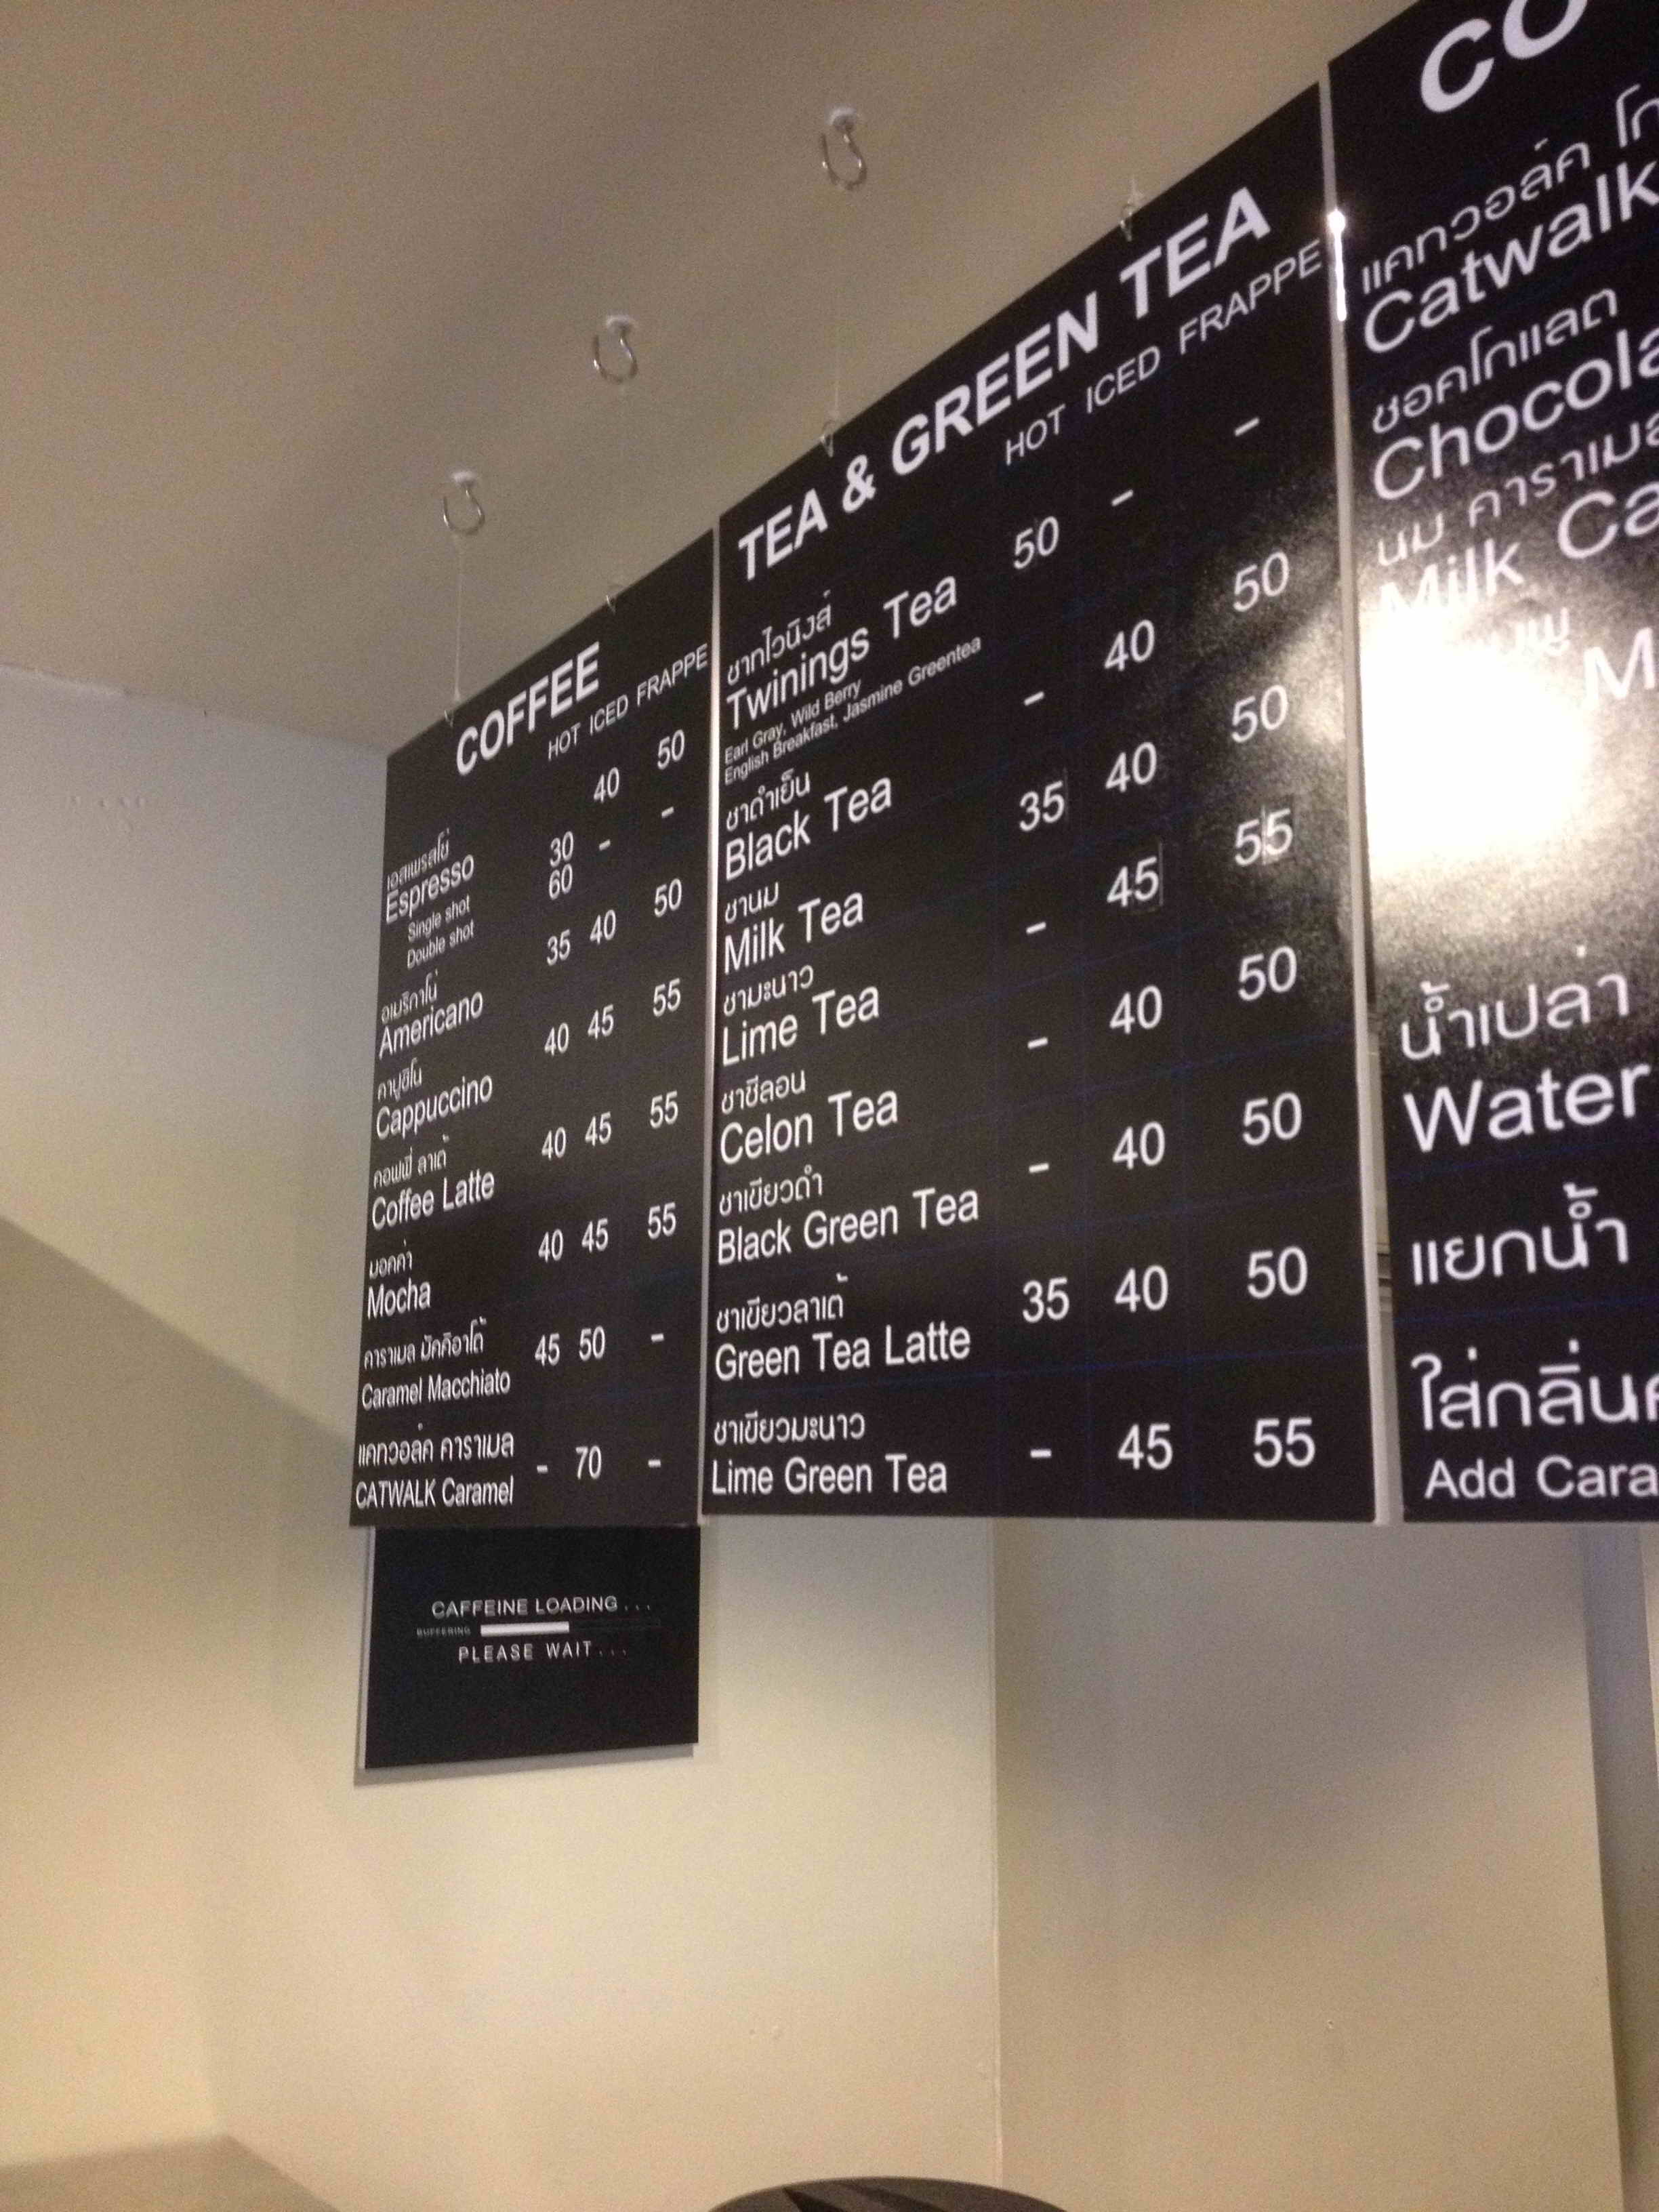 COFFEE
HOT ICED FRAPPE
เอสเพรสโซ่
Espresso 40 50
Single shot 30 - -
Double shot 60
อเมริกาโน่
Americano 35 40 50
คาปูชิโน
Cappuccino 40 45 55
คอฟฟี่ ลาเต้
Coffee Latte 40 45 55
มอคค่า
Mocha 40 45 55
คาราเมล มัคคิอาโต้
Caramel Macchiato 45 50 -
แคทวอล์ค คาราเมล
CATWALK Caramel - 70 -
CAFFEINE LOADING . . .
BUFFERING
PLEASE WAIT . . .
TEA & GREEN TEA
HOT ICED FRAPPE
ชาทไวนิงส์
Twinings Tea 50 - -
Earl Gray, Wild Berry
English Breakfast, Jasmine Greentea
ชาดำเย็น
Black Tea - 40 50
ชานม
Milk Tea 35 40 50
ชามะนาว
Lime Tea - 45 55
ชาซีลอน
Celon Tea - 40 50
ชาเขียวดำ
Black Green Tea - 40 50
ชาเขียวลาเต้
Green Tea Latte 35 40 50
ชาเขียวมะนาว
Lime Green Tea - 45 55
CO
แคทวอล์ค โก
Catwalk
ชอคโกแลต
Chocola
นม คาราเมล
Milk Ca
M
น้ำเปล่า
Water
แยกน้ำ
ใส่กลิ่น
Add Cara